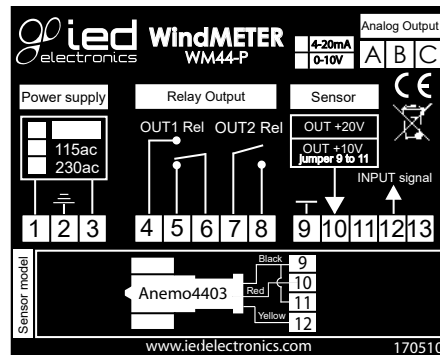 ied
electronics
WindMETER
WM44-P
4-20mA
0-10V
Analog Output
A B C
CE
Power supply
115ac
230ac
Relay Output
OUT1 Rel OUT2 Rel
Sensor
OUT +20V
OUT +10V
Jumper 9 to 11
INPUT signal
1 2 3 4 5 6 7 8 9 10 11 12 13
Sensor model
Anemo4403
Black
Red
Yellow
9
10
11
12
www.iedelectronics.com
170510